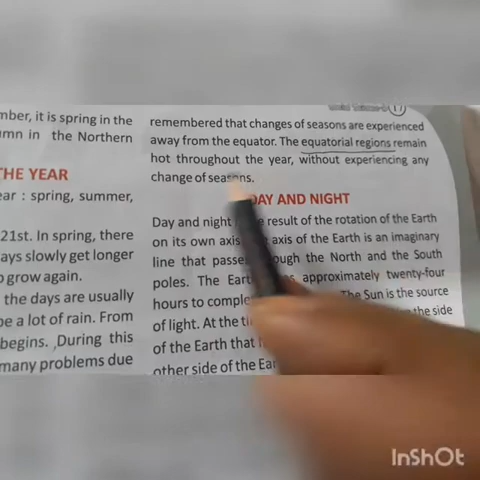 mber, it is spring in the
umn in the Northern
THE YEAR
ear : spring, summer,
21st. In spring, there
ays slowly get longer
o grow again.
the days are usually
be a lot of rain. From
begins. During this
many problems due
17
remembered that changes of seasons are experienced
away from the equator. The equatorial regions remain
hot throughout the year, without experiencing any
change of seasons.
DAY AND NIGHT
Day and night result of the rotation of the Earth
on its own axis axis of the Earth is an imaginary
line that passes ough the North and the South
poles. The Eart approximately twenty-four
hours to comple The Sun is the source
of light. At the ti the side
of the Earth that
other side of the Ear
InShOt